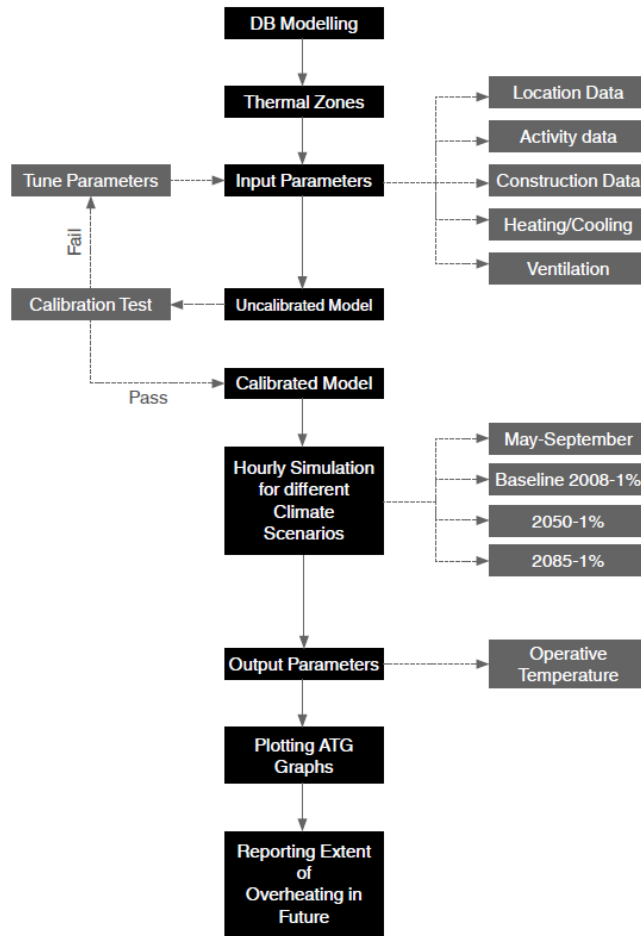 DB Modelling
Thermal Zones
Location Data
Activity data
Tune Parameters
Input Parameters
Construction Data
Heating/Cooling
Fail
Ventilation
Calibration Test
Uncalibrated Model
Calibrated Model
Pass
Hourly Simulation
for different
Climate
Scenarios
May-September
Baseline 2008-1%
2050-1%
2085-1%
Output Parameters
Operative
Temperature
Plotting ATG
Graphs
Reporting Extent
of
Overheating in
Future